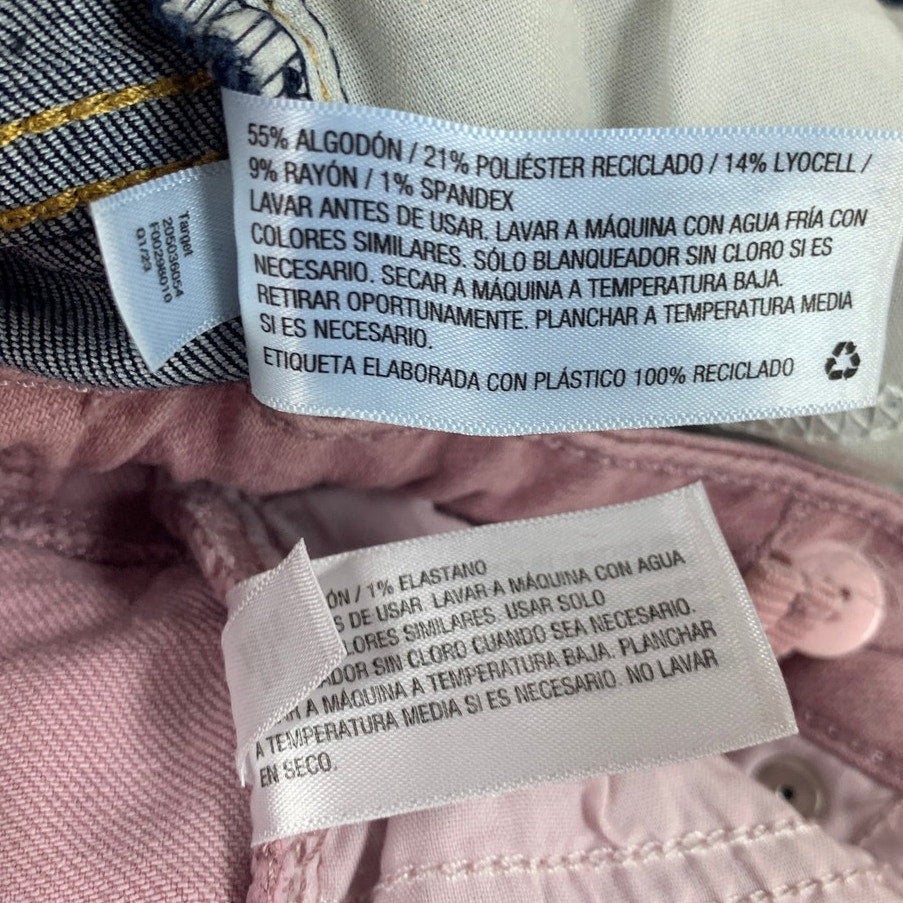 55% ALGODÓN / 21% POLIÉSTER RECICLADO / 14% LYOCELL /
9% RAYÓN / 1% SPANDEX
LAVAR ANTES DE USAR. LAVAR A MÁQUINA CON AGUA FRÍA CON
COLORES SIMILARES. SÓLO BLANQUEADOR SIN CLORO SI ES
NECESARIO. SECAR A MÁQUINA A TEMPERATURA BAJA.
RETIRAR OPORTUNAMENTE. PLANCHAR A TEMPERATURA MEDIA
SI ES NECESARIO.
ETIQUETA ELABORADA CON PLÁSTICO 100% RECICLADO
Target
205036054
F00298010
01/23
ÓN / 1% ELASTANO
S DE USAR. LAVAR A MÁQUINA CON AGUA
LORES SIMILARES. USAR SOLO
ADOR SIN CLORO CUANDO SEA NECESARIO.
A MÁQUINA A TEMPERATURA BAJA. PLANCHAR
A TEMPERATURA MEDIA SI ES NECESARIO. NO LAVAR
EN SECO.